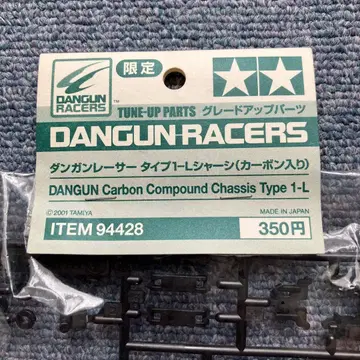 限定
DANGUN
RACERS™
TUNE-UP PARTS グレードアップパーツ
DANGUN RACERS
ダンガンレーサー タイプ1-Lシャーシ(カーボン入り)
DANGUN Carbon Compound Chassis Type 1-L
©2001 TAMIYA
MADE IN JAPAN
ITEM 94428
350円